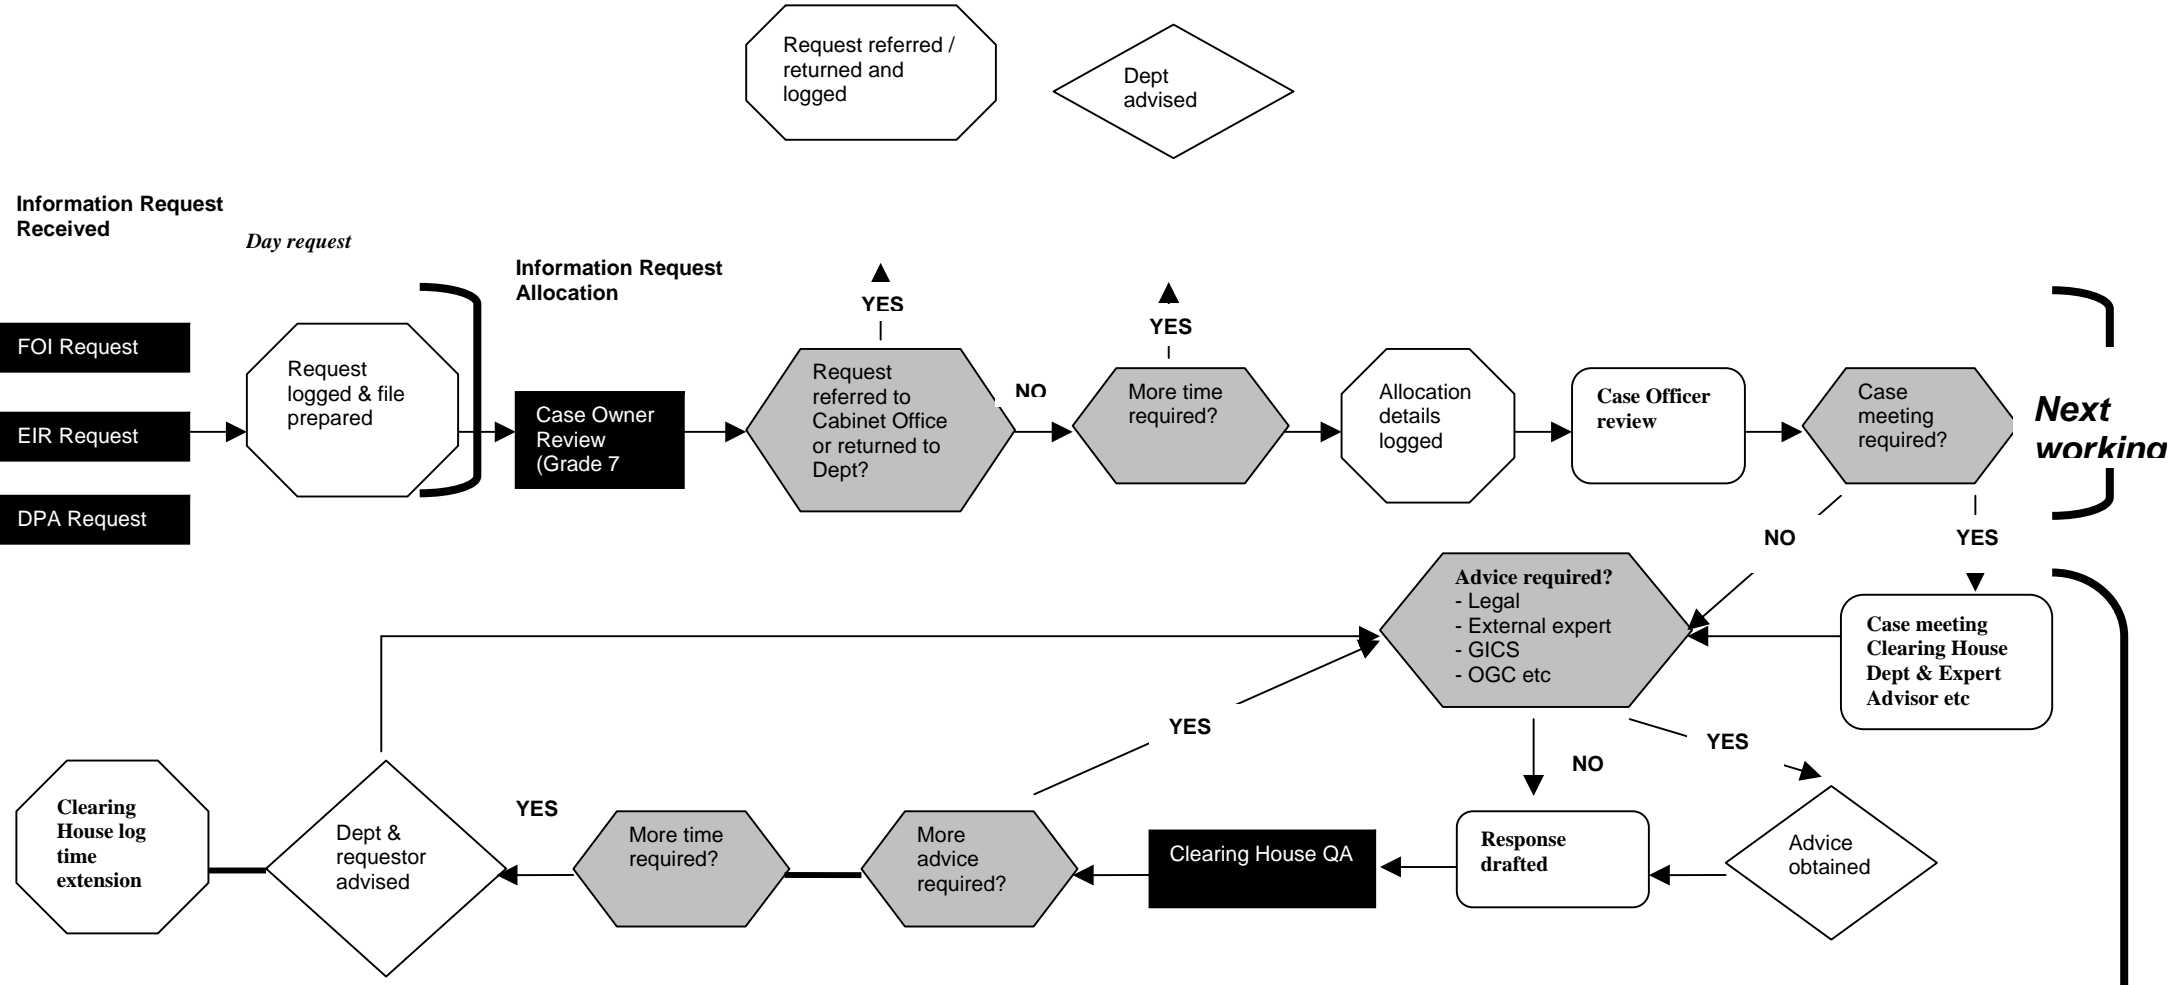 Request referred /
returned and
logged
Dept
advised
Information Request
Received
Day request
Information Request
Allocation
YES
YES
FOI Request
EIR Request
DPA Request
Request
logged & file
prepared
Case Owner
Review
(Grade 7
Request
referred to
Cabinet Office
or returned to
Dept?
NO
More time
required?
Allocation
details
logged
Case Officer
review
Case
meeting
required?
Next
working
NO
YES
Advice required?
- Legal
- External expert
- GICS
- OGC etc
Case meeting
Clearing House
Dept & Expert
Advisor etc
YES
NO
YES
Clearing
House log
time
extension
Dept &
requestor
advised
YES
More time
required?
More
advice
required?
Clearing House QA
Response
drafted
Advice
obtained